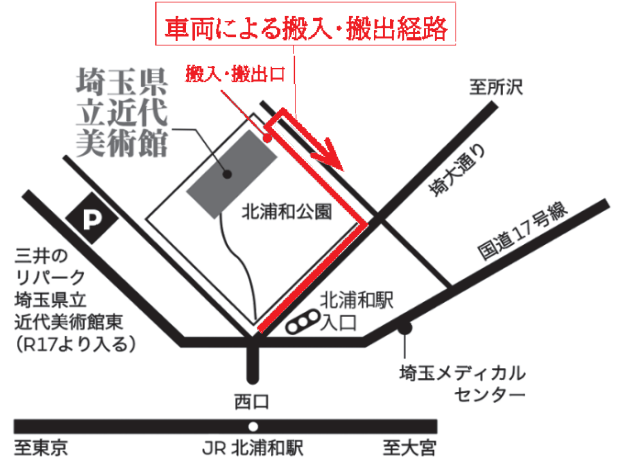 車両による搬入・搬出経路
搬入・搬出口
埼玉県
立近代
美術館
至所沢
埼大通り
P
北浦和公園
国道17号線
三井の
リパーク
埼玉県立
近代美術館東
（R17より入る）
北浦和駅
入口
埼玉メディカル
センター
西口
至東京
JR 北浦和駅
至大宮